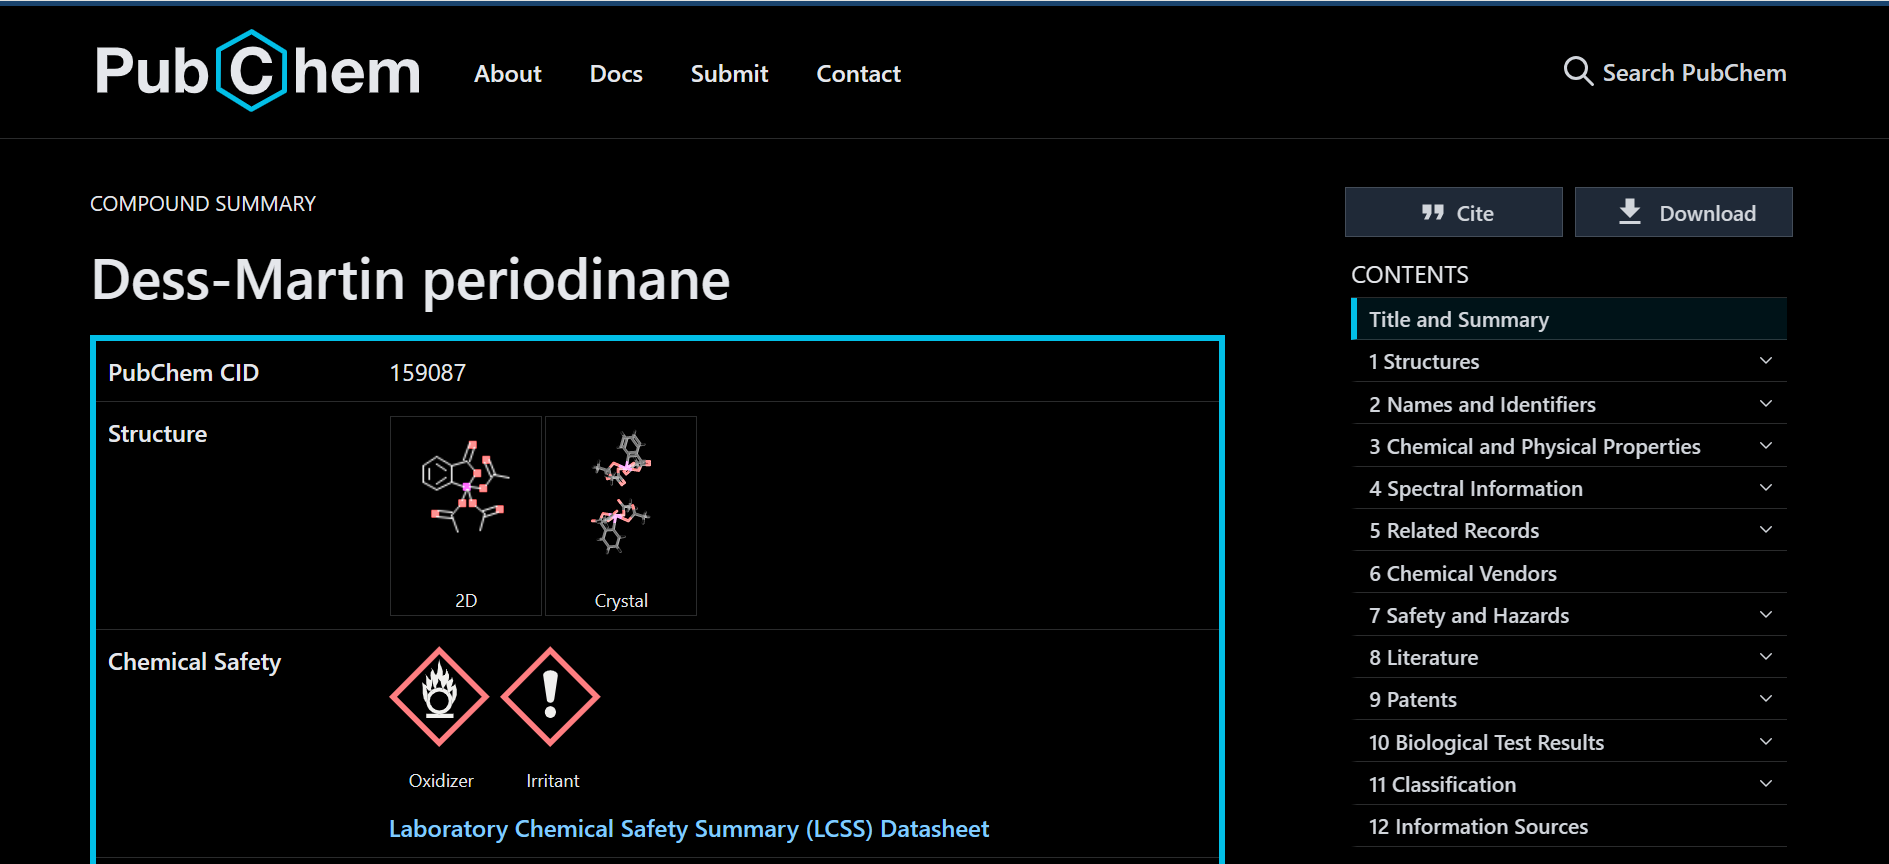 PubChem
About
Docs
Submit
Contact
Search PubChem
COMPOUND SUMMARY
Dess-Martin periodinane
PubChem CID
159087
Structure
2D
Crystal
Chemical Safety
Oxidizer
Irritant
Laboratory Chemical Safety Summary (LCSS) Datasheet
Cite
Download
CONTENTS
Title and Summary
1 Structures
2 Names and Identifiers
3 Chemical and Physical Properties
4 Spectral Information
5 Related Records
6 Chemical Vendors
7 Safety and Hazards
8 Literature
9 Patents
10 Biological Test Results
11 Classification
12 Information Sources